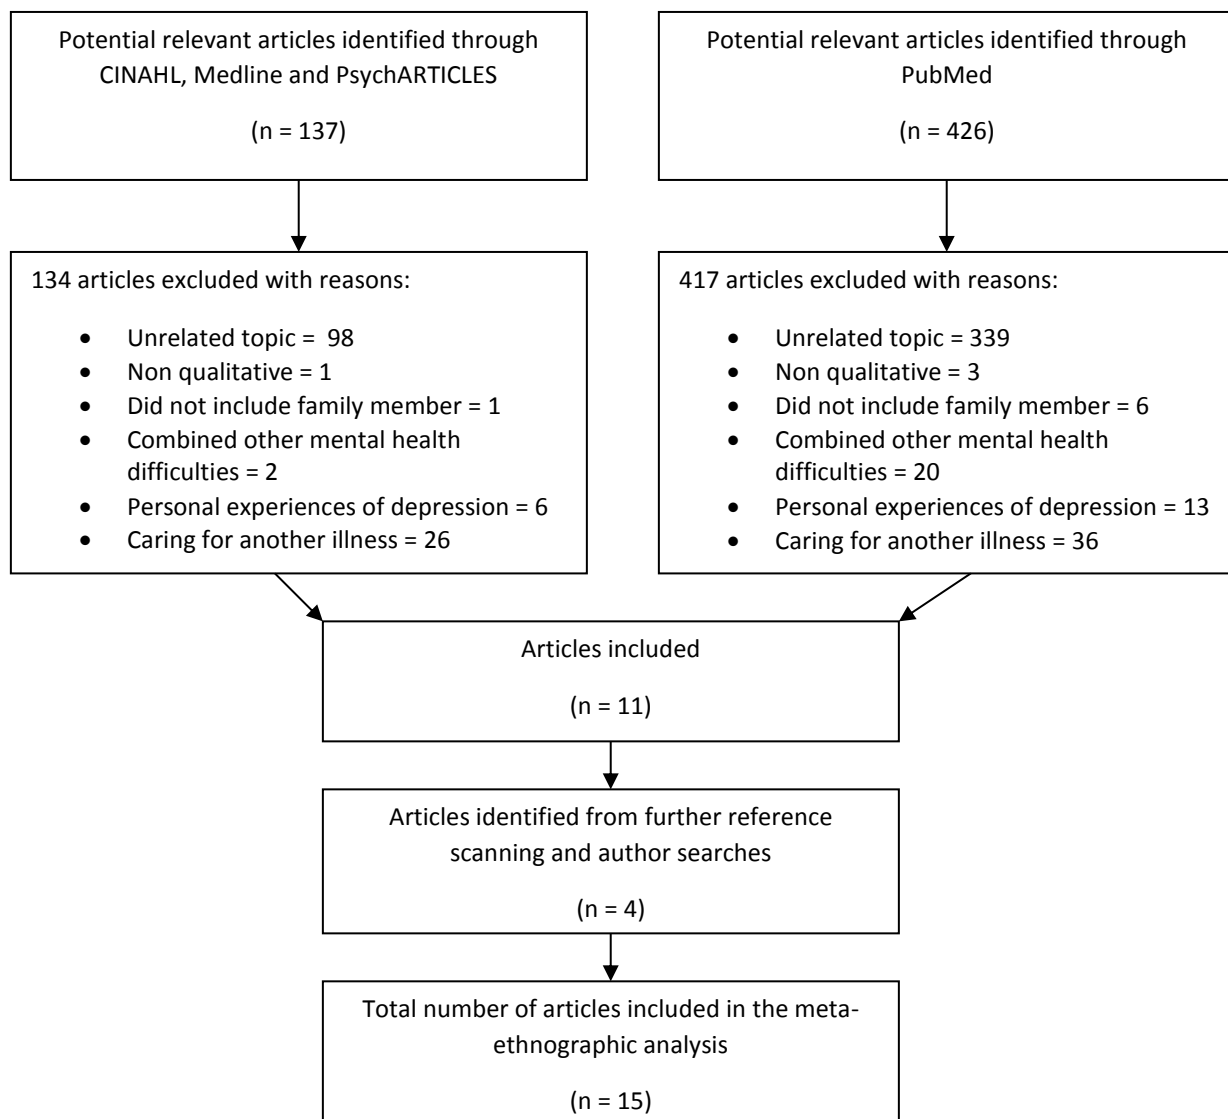 Potential relevant articles identified through
CINAHL, Medline and PsychARTICLES
(n = 137)
Potential relevant articles identified through
PubMed
(n = 426)
134 articles excluded with reasons:
• Unrelated topic = 98
• Non qualitative = 1
• Did not include family member = 1
• Combined other mental health
difficulties = 2
• Personal experiences of depression = 6
• Caring for another illness = 26
417 articles excluded with reasons:
• Unrelated topic = 339
• Non qualitative = 3
• Did not include family member = 6
• Combined other mental health
difficulties = 20
• Personal experiences of depression = 13
• Caring for another illness = 36
Articles included
(n = 11)
Articles identified from further reference
scanning and author searches
(n = 4)
Total number of articles included in the meta-
ethnographic analysis
(n = 15)